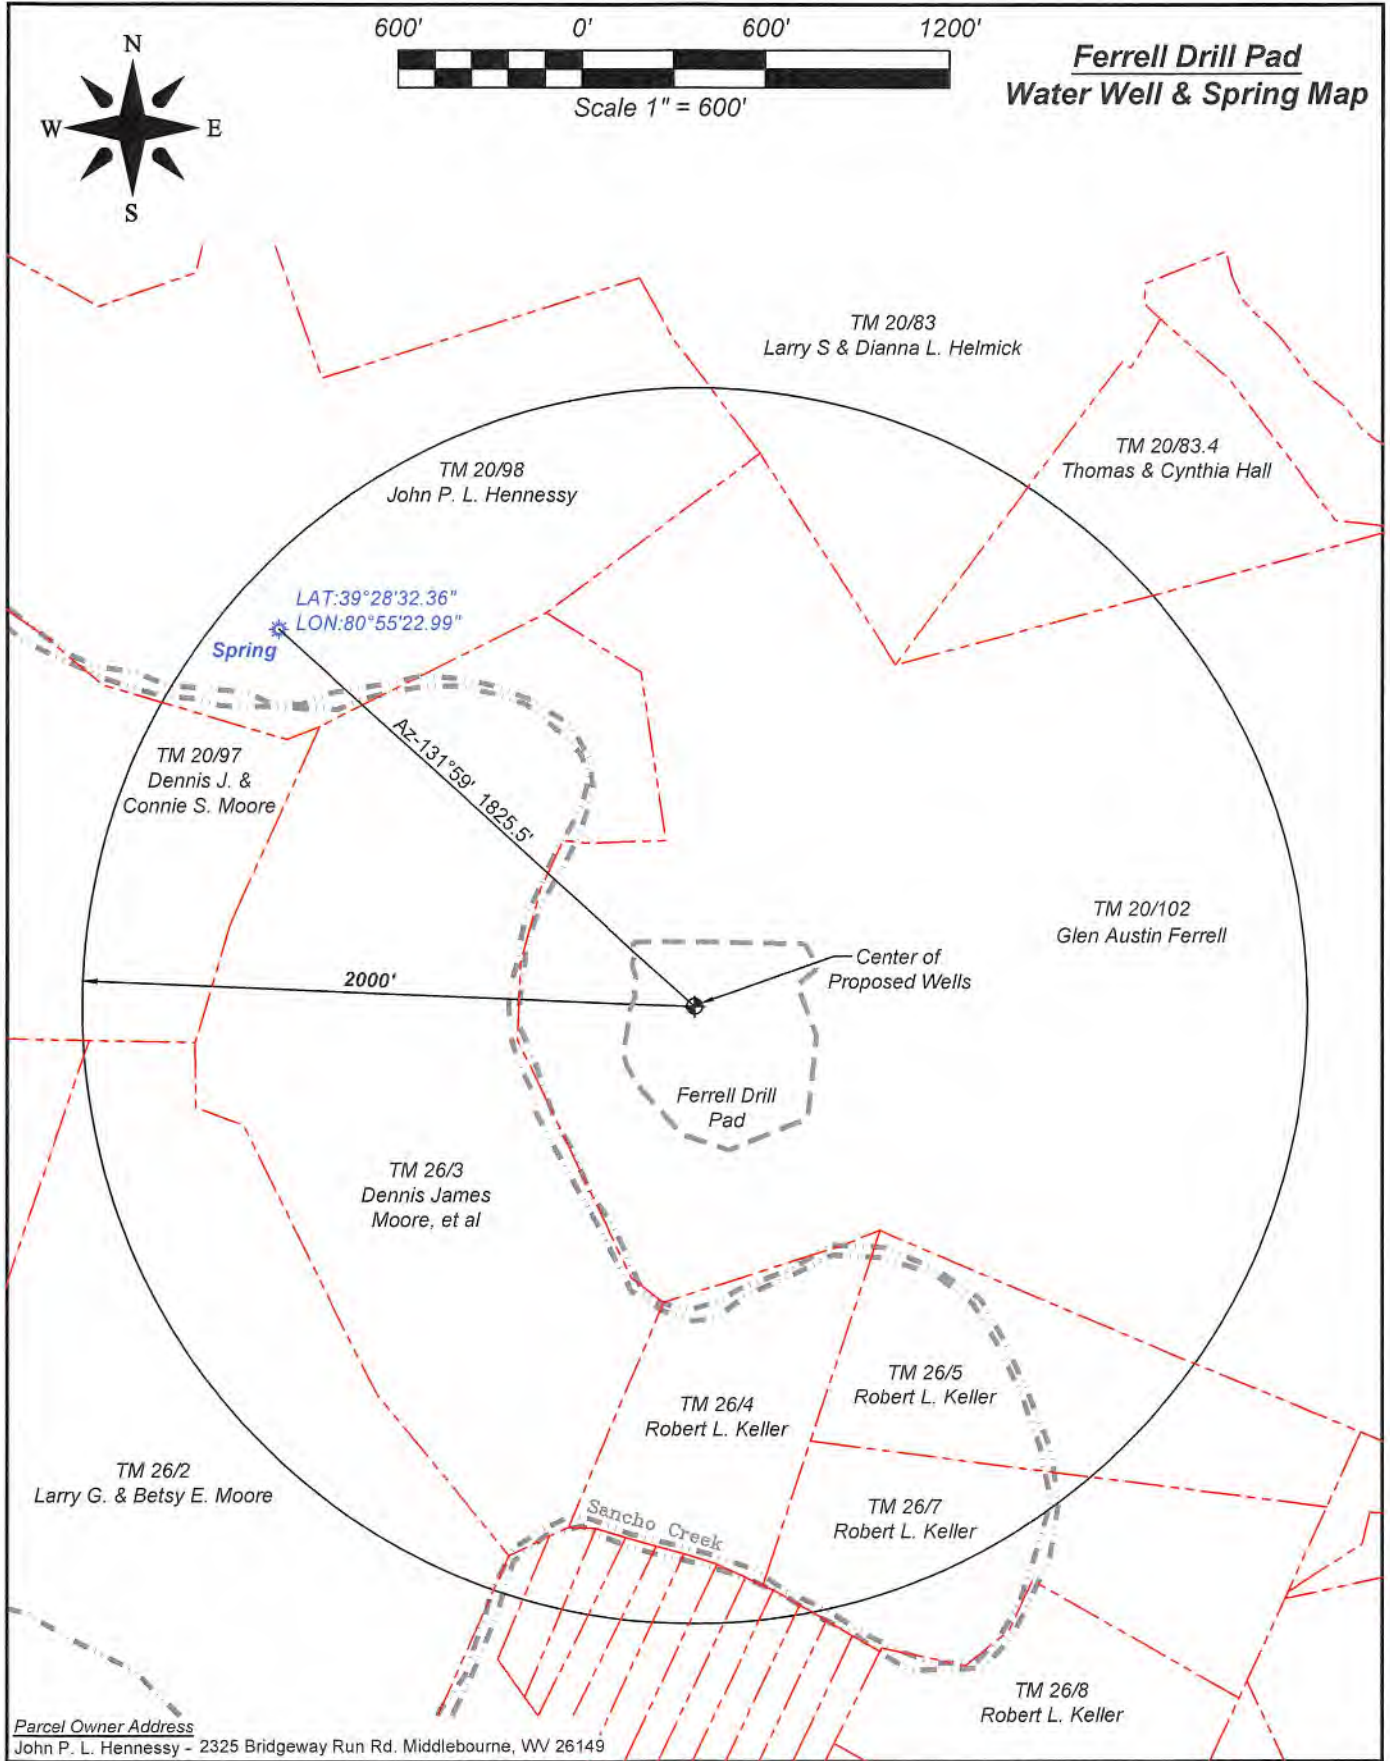 N
W
E
S
600'
0'
600'
1200'
Scale 1" = 600'
Ferrell Drill Pad
Water Well & Spring Map
TM 20/83
Larry S & Dianna L. Helmick
TM 20/83.4
Thomas & Cynthia Hall
TM 20/98
John P. L. Hennessy
LAT:39°28'32.36"
LON:80°55'22.99"
Spring
Az-131°59' 1825.5'
TM 20/97
Dennis J. &
Connie S. Moore
TM 20/102
Glen Austin Ferrell
2000'
Center of
Proposed Wells
Ferrell Drill
Pad
TM 26/3
Dennis James
Moore, et al
TM 26/5
Robert L. Keller
TM 26/4
Robert L. Keller
TM 26/2
Larry G. & Betsy E. Moore
Sancho Creek
TM 26/7
Robert L. Keller
TM 26/8
Robert L. Keller
Parcel Owner Address
John P. L. Hennessy - 2325 Bridgeway Run Rd. Middlebourne, WV 26149